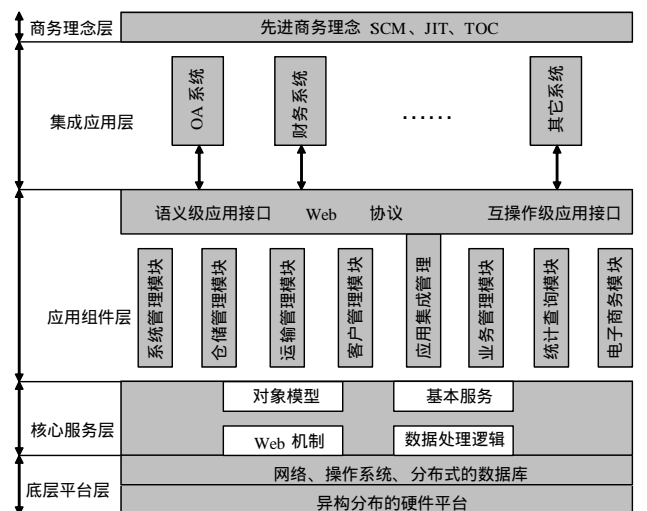 商务理念层
先进商务理念 SCM、JIT、TOC
集成应用层
OA 系统
财务系统
······
其它系统
语义级应用接口 Web 协议 互操作级应用接口
应用组件层
系统管理模块
仓储管理模块
运输管理模块
客户管理模块
应用集成管理
业务管理模块
统计查询模块
电子商务模块
核心服务层
对象模型 基本服务
Web 机制 数据处理逻辑
底层平台层
网络、操作系统、分布式的数据库
异构分布的硬件平台